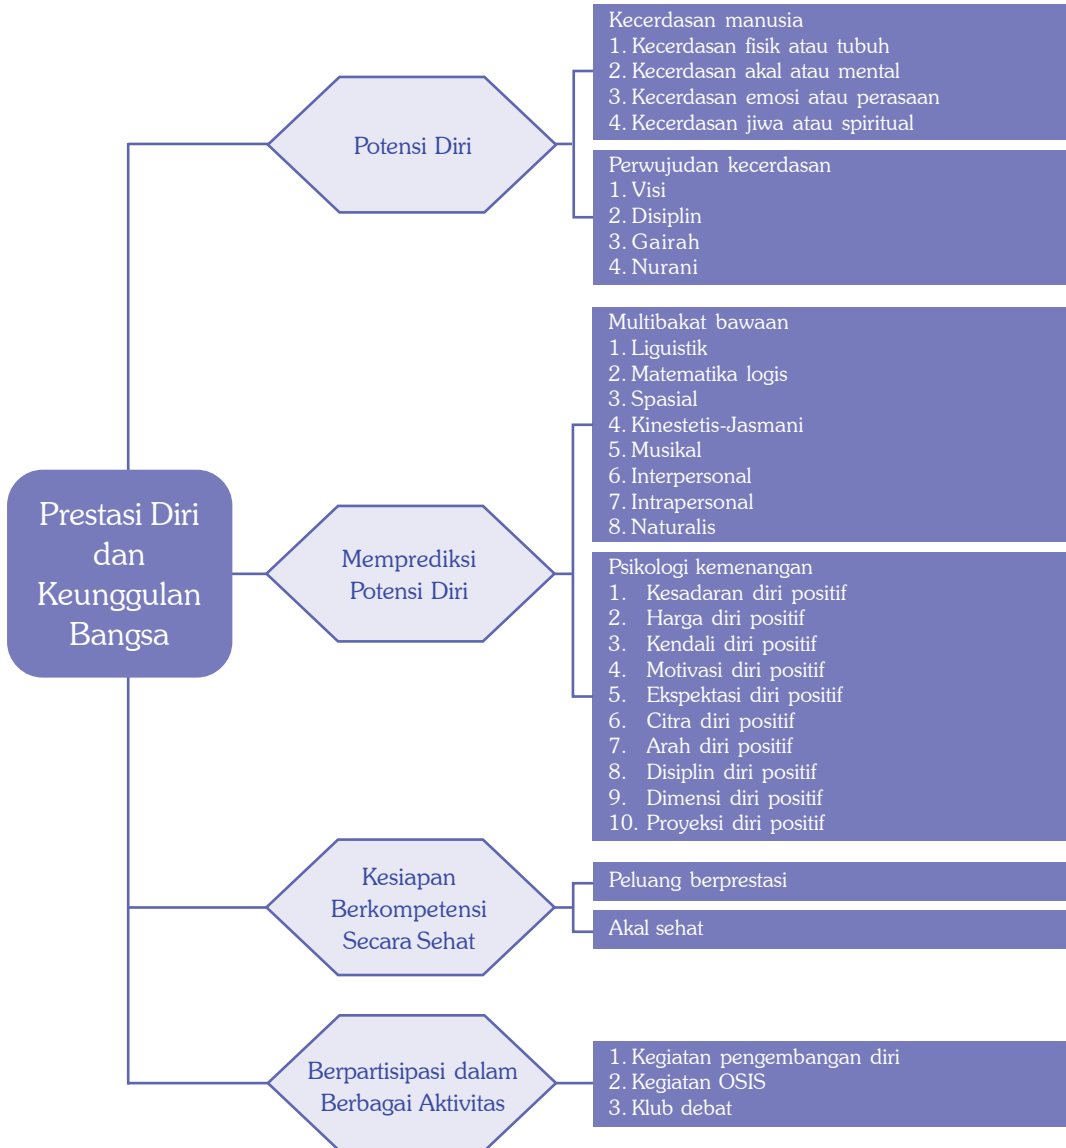 Prestasi Diri
dan
Keunggulan
Bangsa
Potensi Diri
Kecerdasan manusia
1. Kecerdasan fisik atau tubuh
2. Kecerdasan akal atau mental
3. Kecerdasan emosi atau perasaan
4. Kecerdasan jiwa atau spiritual
Perwujudan kecerdasan
1. Visi
2. Disiplin
3. Gairah
4. Nurani
Memprediksi
Potensi Diri
Multibakat bawaan
1. Liguistik
2. Matematika logis
3. Spasial
4. Kinestetis-Jasmani
5. Musikal
6. Interpersonal
7. Intrapersonal
8. Naturalis
Psikologi kemenangan
1. Kesadaran diri positif
2. Harga diri positif
3. Kendali diri positif
4. Motivasi diri positif
5. Ekspektasi diri positif
6. Citra diri positif
7. Arah diri positif
8. Disiplin diri positif
9. Dimensi diri positif
10. Proyeksi diri positif
Kesiapan
Berkompetensi
Secara Sehat
Peluang berprestasi
Akal sehat
Berpartisipasi dalam
Berbagai Aktivitas
1. Kegiatan pengembangan diri
2. Kegiatan OSIS
3. Klub debat